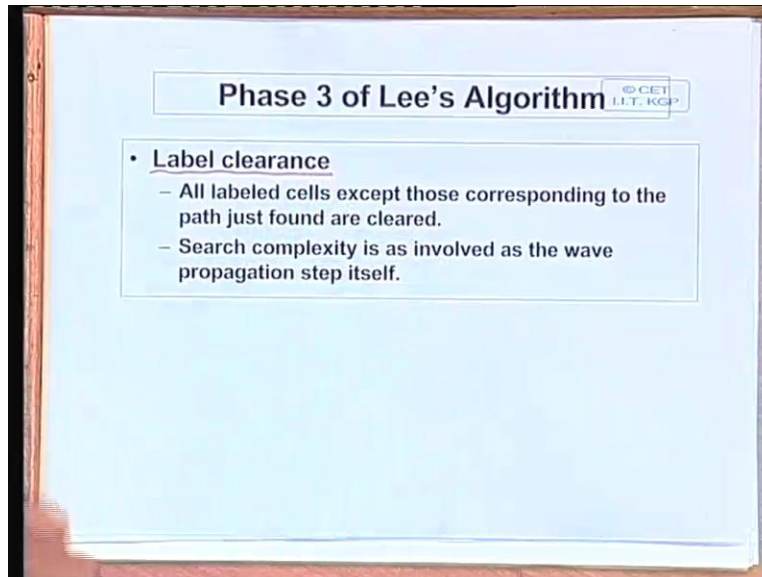 Phase 3 of Lee's Algorithm
© CET
I.I.T. KGP
• Label clearance
– All labeled cells except those corresponding to the
path just found are cleared.
– Search complexity is as involved as the wave
propagation step itself.